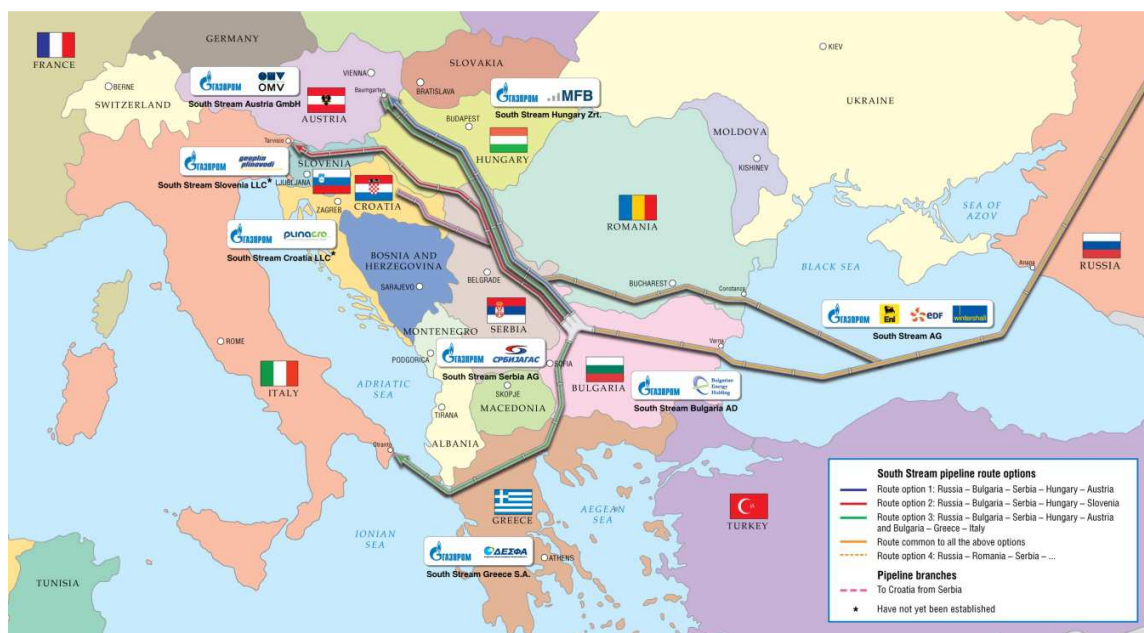 FRANCE
GERMANY
BERNE
SWITZERLAND
ГАЗПРОМ
OMV
South Stream Austria GmbH
VIENNA
Baumgarten
AUSTRIA
SLOVAKIA
BRATISLAVA
ГАЗПРОМ
MFB
South Stream Hungary Zrt.
BUDAPEST
HUNGARY
KIEV
UKRAINE
MOLDOVA
KISHINEV
Tarvisio
ГАЗПРОМ
geoplin
plinovodi
South Stream Slovenia LLC*
SLOVENIA
LJUBLJANA
ZAGREB
CROATIA
ГАЗПРОМ
South Stream Croatia LLC*
ROMANIA
SEA OF
AZOV
BLACK SEA
Anapa
RUSSIA
BOSNIA AND
HERZEGOVINA
SARAJEVO
BELGRADE
SERBIA
BUCHAREST
Constanza
ГАЗПРОМ
Eni
eDF
wintershall
South Stream AG
MONTENEGRO
PODGORICA
ГАЗПРОМ
СРБИЈАГАС
South Stream Serbia AG
SOFIA
BULGARIA
Varna
ГАЗПРОМ
Bulgarian
Energy
Holding
South Stream Bulgaria AD
ROME
ITALY
ADRIATIC
SEA
SKOPJE
MACEDONIA
TIRANA
ALBANIA
Otranto
GREECE
AEGEAN
SEA
TURKEY
IONIAN
SEA
ATHENS
ГАЗПРОМ
ΔΕΣΦΑ
South Stream Greece S.A.
TUNISIA
South Stream pipeline route options
Route option 1: Russia – Bulgaria – Serbia – Hungary – Austria
Route option 2: Russia – Bulgaria – Serbia – Hungary – Slovenia
Route option 3: Russia – Bulgaria – Serbia – Hungary – Austria
and Bulgaria – Greece – Italy
Route common to all the above options
Route option 4: Russia – Romania – Serbia – ...
Pipeline branches
To Croatia from Serbia
* Have not yet been established